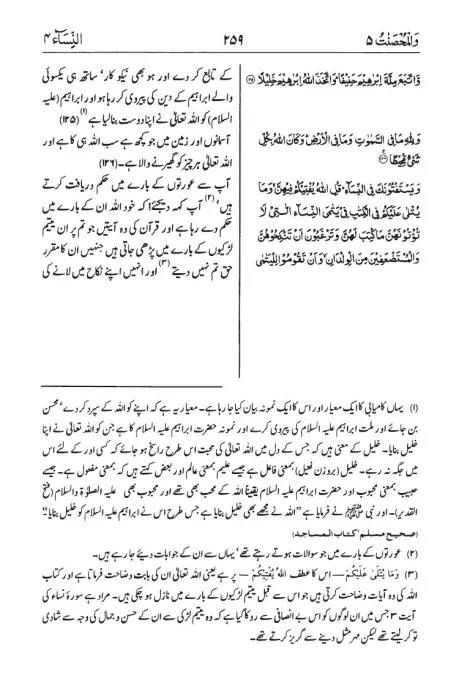 والمحصنت ۵
۲۵۹
النسآء ۴
وَّاتَّبَعَ مِلَّةَ اِبْرٰهِيْمَ حَنِيْفًا ۭوَاتَّخَذَ اللّٰهُ اِبْرٰهِيْمَ خَلِيْلًا
وَلِلّٰهِ مَا فِي السَّمٰوٰتِ وَمَا فِي الْاَرْضِ ۭوَكَانَ اللّٰهُ بِكُلِّ
شَيْءٍ مُّحِيْطًا
وَيَسْتَفْتُوْنَكَ فِي النِّسَاۗءِ ۭ قُلِ اللّٰهُ يُفْتِيْكُمْ فِيْهِنَّ ۙ وَمَا
يُتْلٰى عَلَيْكُمْ فِي الْكِتٰبِ فِيْ يَتٰمَى النِّسَاۗءِ الّٰتِيْ لَا
تُؤْتُوْنَھُنَّ مَا كُتِبَ لَھُنَّ وَتَرْغَبُوْنَ اَنْ تَنْكِحُوْھُنَّ
وَالْمُسْتَضْعَفِيْنَ مِنَ الْوِلْدَانِ ۙ وَاَنْ تَقُوْمُوْا لِلْيَتٰمٰي
کے تابع کر دے اور ہو بھی نیکو کار، ساتھ ہی یکسوئی
والے ابراہیم کے دین کی پیروی کر رہا ہو اور ابراہیم (علیہ
السلام) کو اللہ تعالیٰ نے اپنا دوست بنا لیا ہے (۱) (۱۲۵)
آسمانوں اور زمین میں جو کچھ ہے سب اللہ ہی کا ہے اور
اللہ تعالیٰ ہر چیز کو گھیرنے والا ہے۔ (۱۲۶)
آپ سے عورتوں کے بارے میں حکم دریافت کرتے
ہیں، (۲) آپ کہہ دیجئے! کہ خود اللہ ان کے بارے میں
حکم دے رہا ہے اور قرآن کی وہ آیتیں جو تم پر ان یتیم
لڑکیوں کے بارے میں پڑھی جاتی ہیں جنہیں ان کا مقرر
حق تم نہیں دیتے (۳) اور انہیں اپنے نکاح میں لانے کی
(۱) یہاں کامیابی کا ایک معیار اور اس کا ایک نمونہ بیان کیا جا رہا ہے۔ معیار یہ ہے کہ اپنے کو اللہ کے سپرد کر دے، محسن
بن جائے اور ملت ابراہیم علیہ السلام کی پیروی کرے اور نمونہ حضرت ابراہیم علیہ السلام کا ہے جن کو اللہ تعالیٰ نے اپنا
خلیل بنایا۔ خلیل کے معنی ہیں کہ جس کے دل میں اللہ تعالیٰ کی محبت اس طرح راسخ ہو جائے کہ کسی اور کے لئے اس
میں جگہ نہ رہے۔ خلیل (بروزن فعیل) بمعنی فاعل ہے جیسے علیم بمعنی عالم اور بعض کہتے ہیں کہ بمعنی مفعول ہے۔ جیسے
حبیب بمعنی محبوب اور حضرت ابراہیم علیہ السلام یقیناً اللہ کے محب بھی تھے اور محبوب بھی علیہ الصلوٰۃ والسلام (فتح
القدیر)۔ اور نبی ﷺ نے فرمایا ہے "اللہ نے مجھے بھی خلیل بنایا ہے جس طرح اس نے ابراہیم علیہ السلام کو خلیل بنایا"
(صحیح مسلم، کتاب المساجد)
(۲) عورتوں کے بارے میں جو سوالات ہوتے رہتے تھے، یہاں سے ان کے جوابات دیئے جا رہے ہیں۔
(۳) وَمَا يُتْلٰى عَلَيْكُمْ — اس کا عطف اللہُ يُفْتِيْكُمْ — پر ہے یعنی اللہ تعالیٰ ان کی بابت وضاحت فرماتا ہے اور کتاب
اللہ کی وہ آیات وضاحت کرتی ہیں جو اس سے قبل یتیم لڑکیوں کے بارے میں نازل ہو چکی ہیں۔ مراد ہے سورۂ نساء کی
آیت ۳ جس میں ان لوگوں کو اس بے انصافی سے روکا گیا ہے کہ وہ یتیم لڑکی سے ان کے حسن و جمال کی وجہ سے شادی
تو کر لیتے تھے لیکن مہر مثل دینے سے گریز کرتے تھے۔